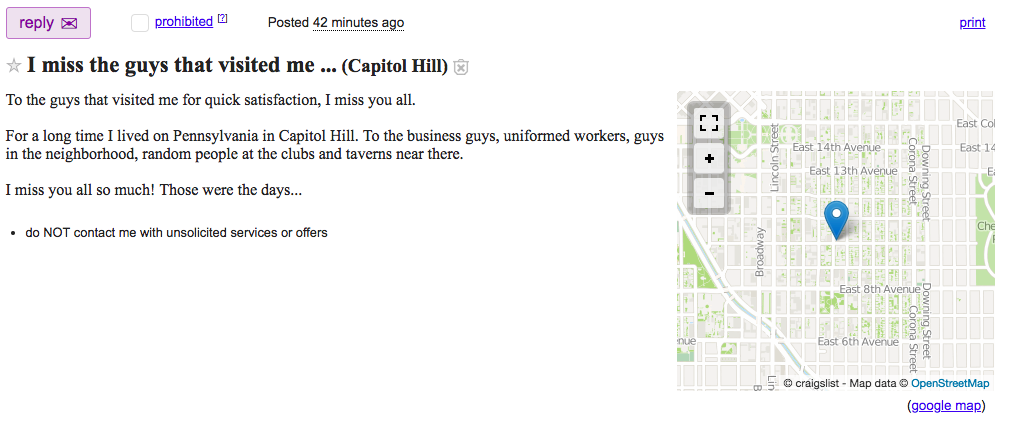 reply
prohibited [?]
Posted 42 minutes ago
print
I miss the guys that visited me ... (Capitol Hill)
To the guys that visited me for quick satisfaction, I miss you all.
For a long time I lived on Pennsylvania in Capitol Hill. To the business guys, uniformed workers, guys
in the neighborhood, random people at the clubs and taverns near there.
I miss you all so much! Those were the days...
• do NOT contact me with unsolicited services or offers
+
−
East Col
Lincoln Street
East 14th Avenue
Corona Street
Downing Street
East 14
East 13th Avenue
Ea
Che
Broadway
East 8th Avenue
Downing Street
Corona Street
nue
East 6th Avenue
B
Lin
© craigslist - Map data © OpenStreetMap
(google map)